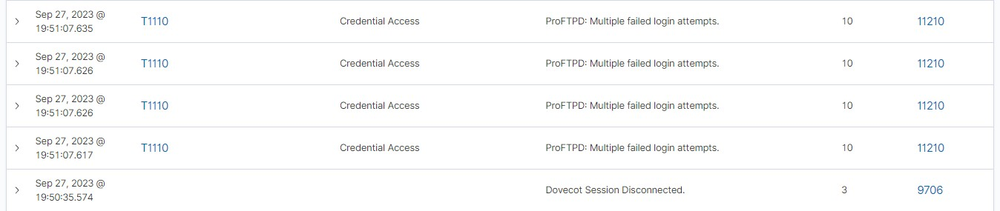 Sep 27, 2023 @
19:51:07.635
T1110
Credential Access
ProFTPD: Multiple failed login attempts.
10
11210
Sep 27, 2023 @
19:51:07.626
T1110
Credential Access
ProFTPD: Multiple failed login attempts.
10
11210
Sep 27, 2023 @
19:51:07.626
T1110
Credential Access
ProFTPD: Multiple failed login attempts.
10
11210
Sep 27, 2023 @
19:51:07.617
T1110
Credential Access
ProFTPD: Multiple failed login attempts.
10
11210
Sep 27, 2023 @
19:50:35.574
Dovecot Session Disconnected.
3
9706